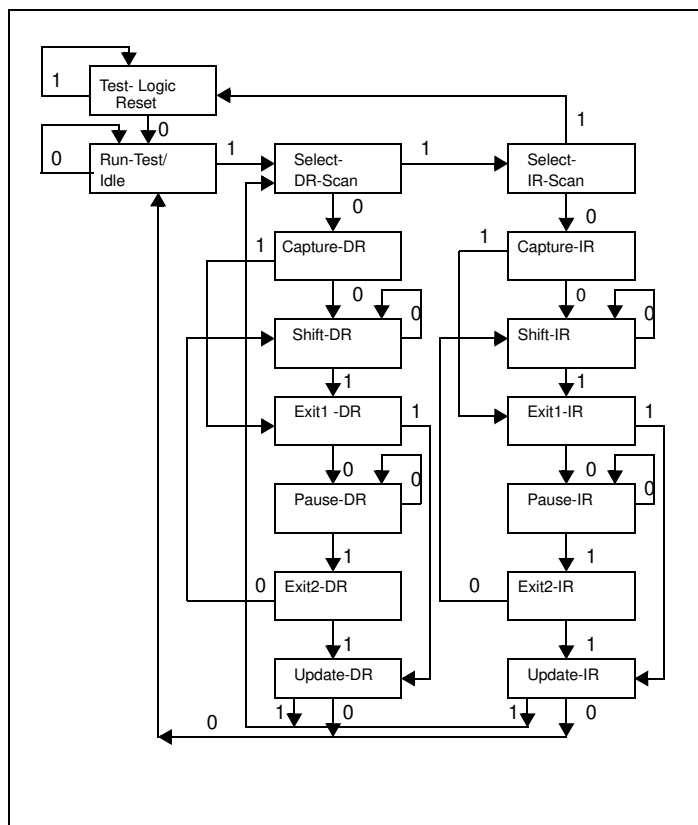 1
Test- Logic
Reset
0
1
0
Run-Test/
Idle
1
Select-
DR-Scan
1
Select-
IR-Scan
0
0
1
Capture-DR
1
Capture-IR
0
0
Shift-DR
0
Shift-IR
0
1
1
Exit1 -DR
1
Exit1-IR
1
0
0
Pause-DR
0
Pause-IR
0
1
1
0
Exit2-DR
0
Exit2-IR
1
1
Update-DR
Update-IR
1
0
1
0
0